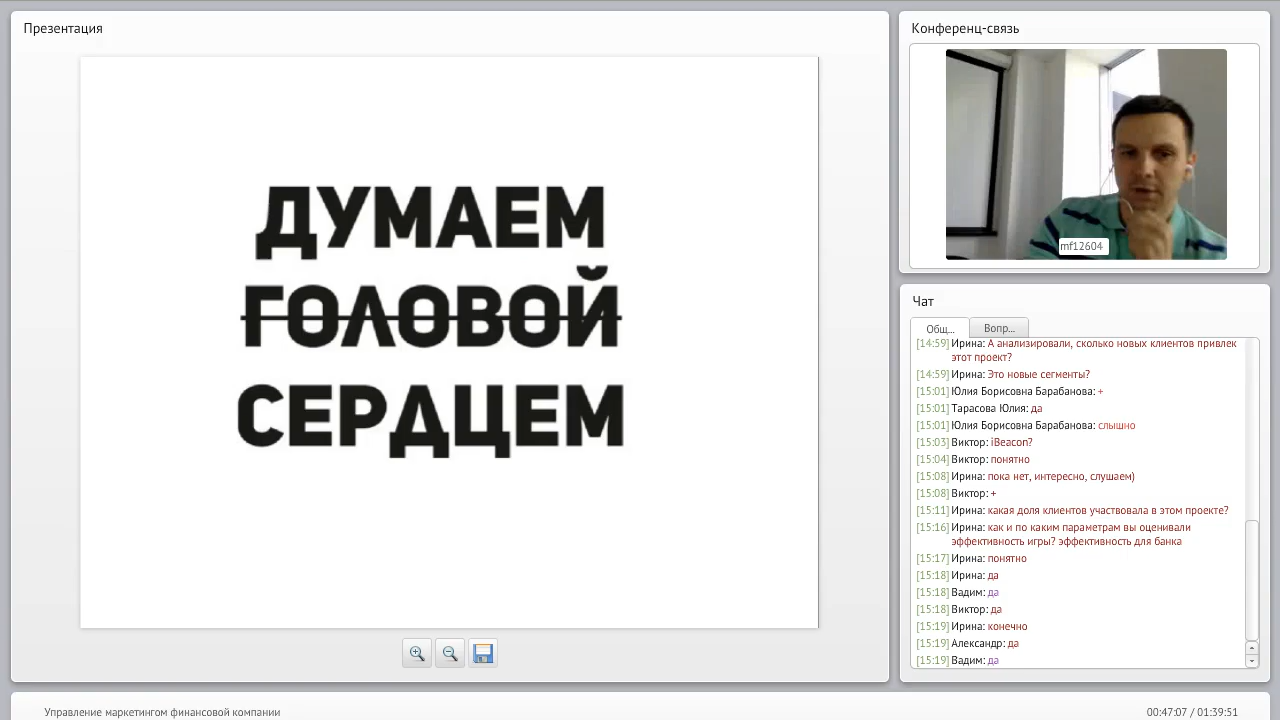 Презентация
ДУМАЕМ
ГОЛОВОЙ
СЕРДЦЕМ
Конференц-связь
mf12604
Чат
Общ...
Вопр...
[14:59] Ирина: А анализировали, сколько новых клиентов привлек
этот проект?
[14:59] Ирина: Это новые сегменты?
[15:01] Юлия Борисовна Барабанова: +
[15:01] Тарасова Юлия: да
[15:01] Юлия Борисовна Барабанова: слышно
[15:03] Виктор: iBeacon?
[15:04] Виктор: понятно
[15:08] Ирина: пока нет, интересно, слушаем)
[15:08] Виктор: +
[15:11] Ирина: какая доля клиентов участвовала в этом проекте?
[15:16] Ирина: как и по каким параметрам вы оценивали
эффективность игры? эффективность для банка
[15:17] Ирина: понятно
[15:18] Ирина: да
[15:18] Вадим: да
[15:18] Виктор: да
[15:19] Ирина: конечно
[15:19] Александр: да
[15:19] Вадим: да
Управление маркетингом финансовой компании
00:47:07 / 01:39:51